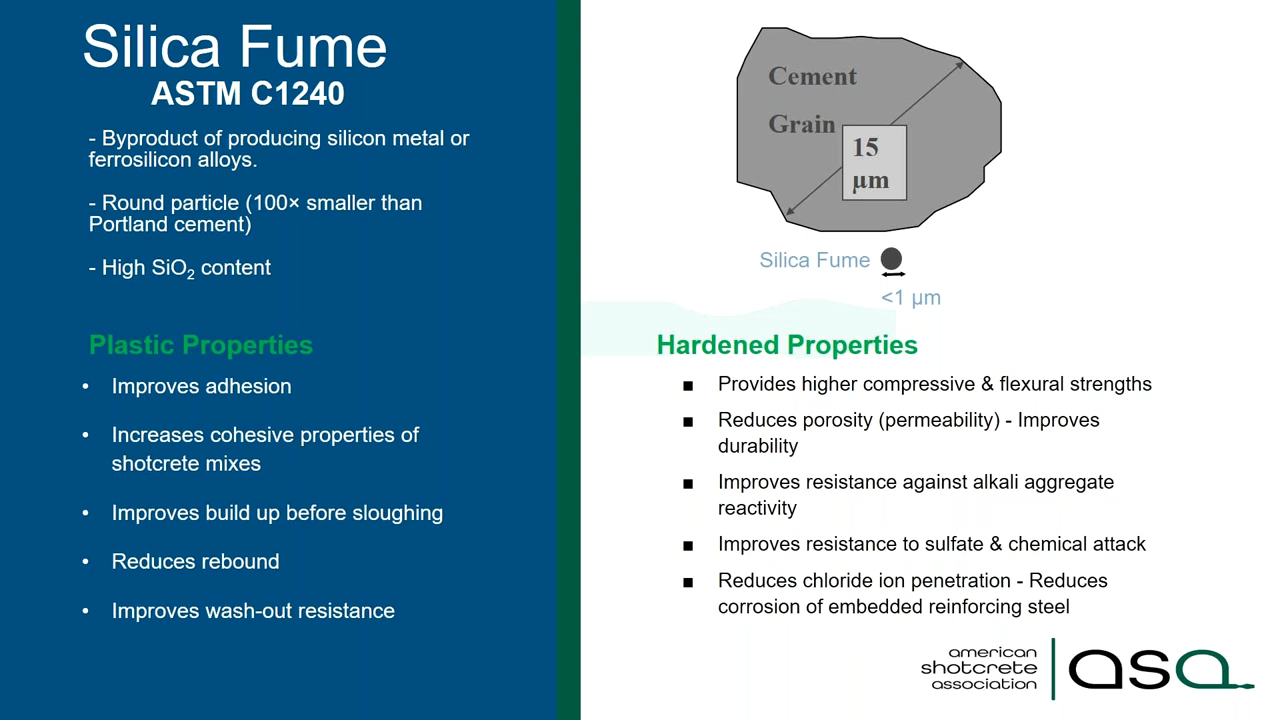 Silica Fume
ASTM C1240
- Byproduct of producing silicon metal or
ferrosilicon alloys.
- Round particle (100× smaller than
Portland cement)
- High SiO₂ content
Plastic Properties
• Improves adhesion
• Increases cohesive properties of
shotcrete mixes
• Improves build up before sloughing
• Reduces rebound
• Improves wash-out resistance
Cement
Grain
15
µm
Silica Fume
<1 µm
Hardened Properties
■ Provides higher compressive & flexural strengths
■ Reduces porosity (permeability) - Improves
durability
■ Improves resistance against alkali aggregate
reactivity
■ Improves resistance to sulfate & chemical attack
■ Reduces chloride ion penetration - Reduces
corrosion of embedded reinforcing steel
american
shotcrete
association
asa